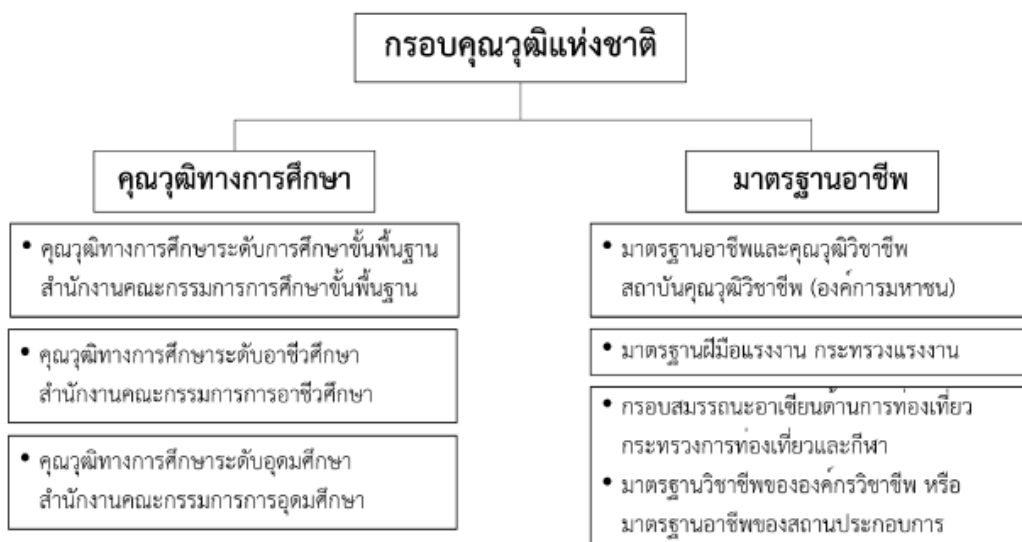 กรอบคุณวุฒิแห่งชาติ
คุณวุฒิทางการศึกษา
• คุณวุฒิทางการศึกษาระดับการศึกษาขั้นพื้นฐาน
สำนักงานคณะกรรมการการศึกษาขั้นพื้นฐาน
• คุณวุฒิทางการศึกษาระดับอาชีวศึกษา
สำนักงานคณะกรรมการการอาชีวศึกษา
• คุณวุฒิทางการศึกษาระดับอุดมศึกษา
สำนักงานคณะกรรมการการอุดมศึกษา
มาตรฐานอาชีพ
• มาตรฐานอาชีพและคุณวุฒิวิชาชีพ
สถาบันคุณวุฒิวิชาชีพ (องค์การมหาชน)
• มาตรฐานฝีมือแรงงาน กระทรวงแรงงาน
• กรอบสมรรถนะอาเซียนด้านการท่องเที่ยว
กระทรวงการท่องเที่ยวและกีฬา
• มาตรฐานวิชาชีพขององค์กรวิชาชีพ หรือ
มาตรฐานอาชีพของสถานประกอบการ